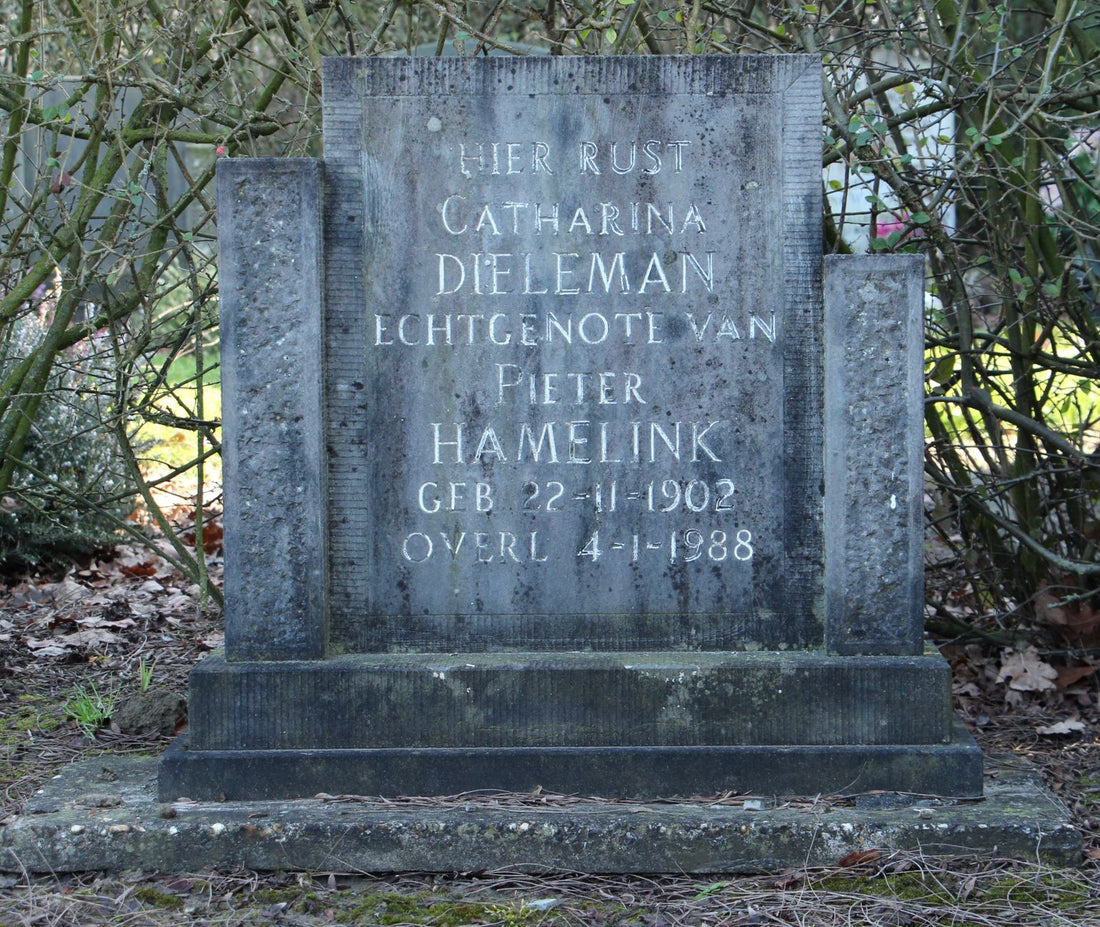 HIER RUST
CATHARINA
DIELEMAN
ECHTGENOTE VAN
PIETER
HAMELINK
GEB 22-11-1902
OVERL 4-1-1988